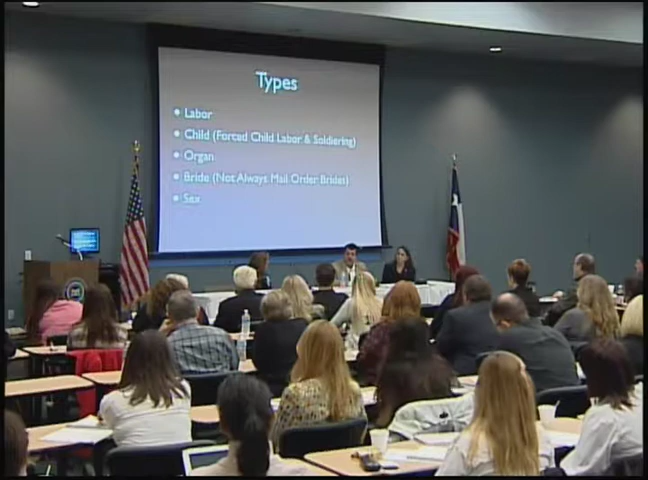 Types
• Labor
• Child (Forced Child Labor & Soldiering)
• Organ
• Bride (Not Always Mail Order Brides)
• Sex